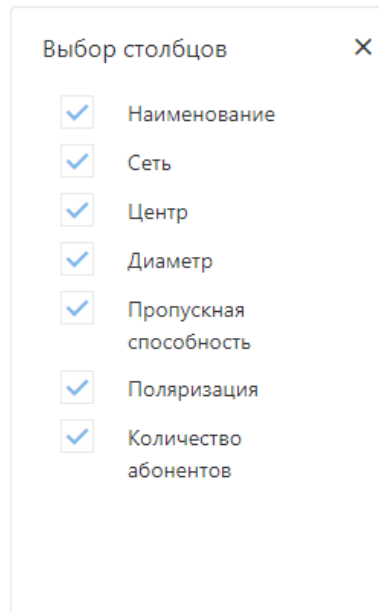 Выбор столбцов
Наименование
Сеть
Центр
Диаметр
Пропускная
способность
Поляризация
Количество
абонентов